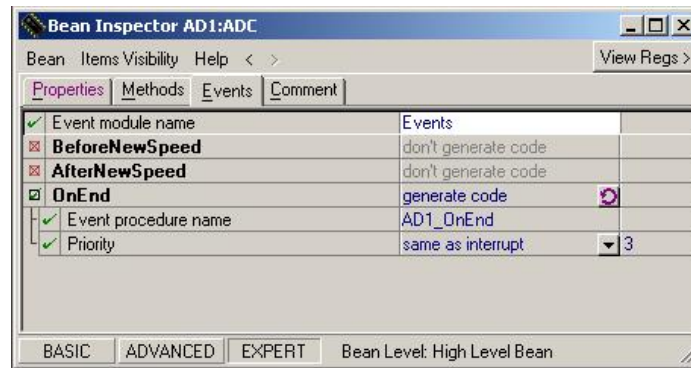 Bean Inspector AD1:ADC
Bean Items Visibility Help < > View Regs >
Properties Methods Events Comment
Event module name Events
BeforeNewSpeed don't generate code
AfterNewSpeed don't generate code
OnEnd generate code
Event procedure name AD1_OnEnd
Priority same as interrupt 3
BASIC ADVANCED EXPERT Bean Level: High Level Bean